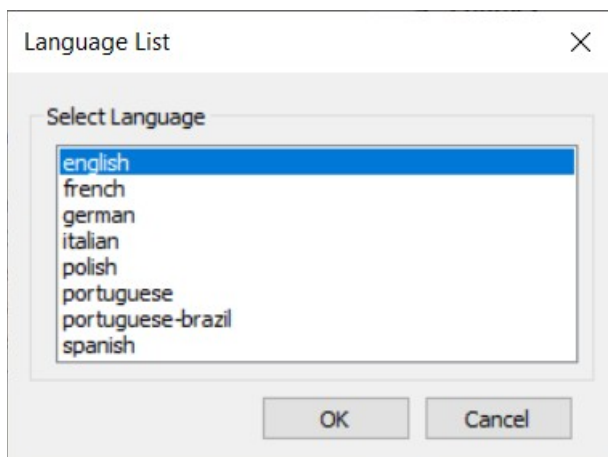 Language List
Select Language
english
french
german
italian
polish
portuguese
portuguese-brazil
spanish
OK Cancel